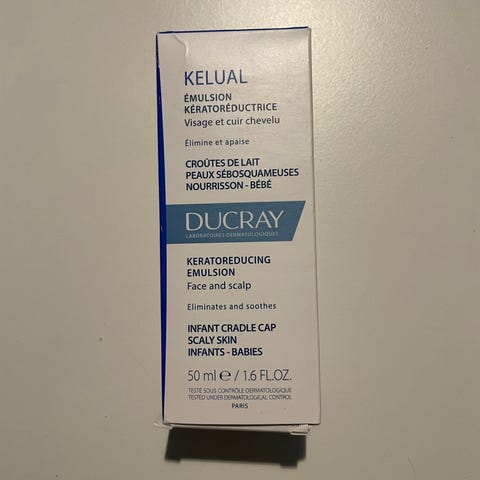 KELUAL
ÉMULSION
KÉRATORÉDUCTRICE
Visage et cuir chevelu
Élimine et apaise
CROÛTES DE LAIT
PEAUX SÉBOSQUAMEUSES
NOURRISSON - BÉBÉ
DUCRAY
LABORATOIRES DERMATOLOGIQUES
KERATOREDUCING
EMULSION
Face and scalp
Eliminates and soothes
INFANT CRADLE CAP
SCALY SKIN
INFANTS - BABIES
50 ml ℮ / 1.6 FL.OZ.
TESTÉ SOUS CONTRÔLE DERMATOLOGIQUE
TESTED UNDER DERMATOLOGICAL CONTROL
PARIS